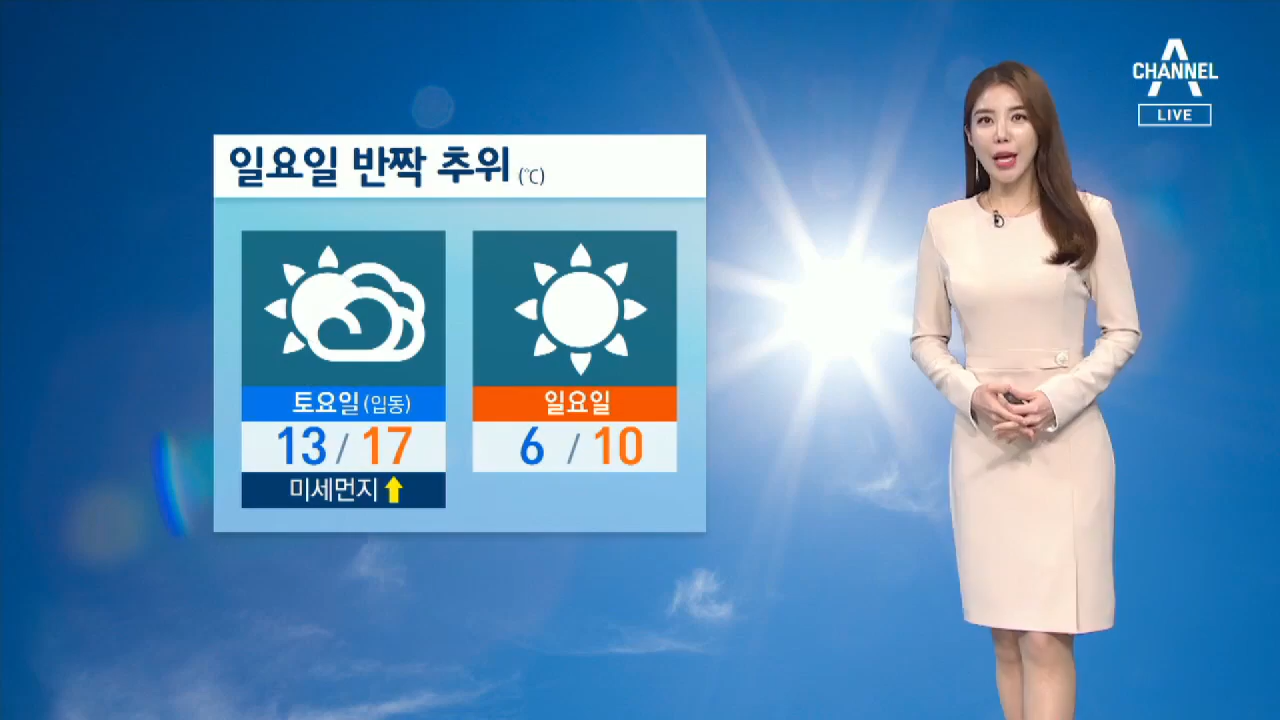 CHANNEL A
LIVE
일요일 반짝 추위 (℃)
토요일 (입동)
13 / 17
미세먼지
일요일
6 / 10